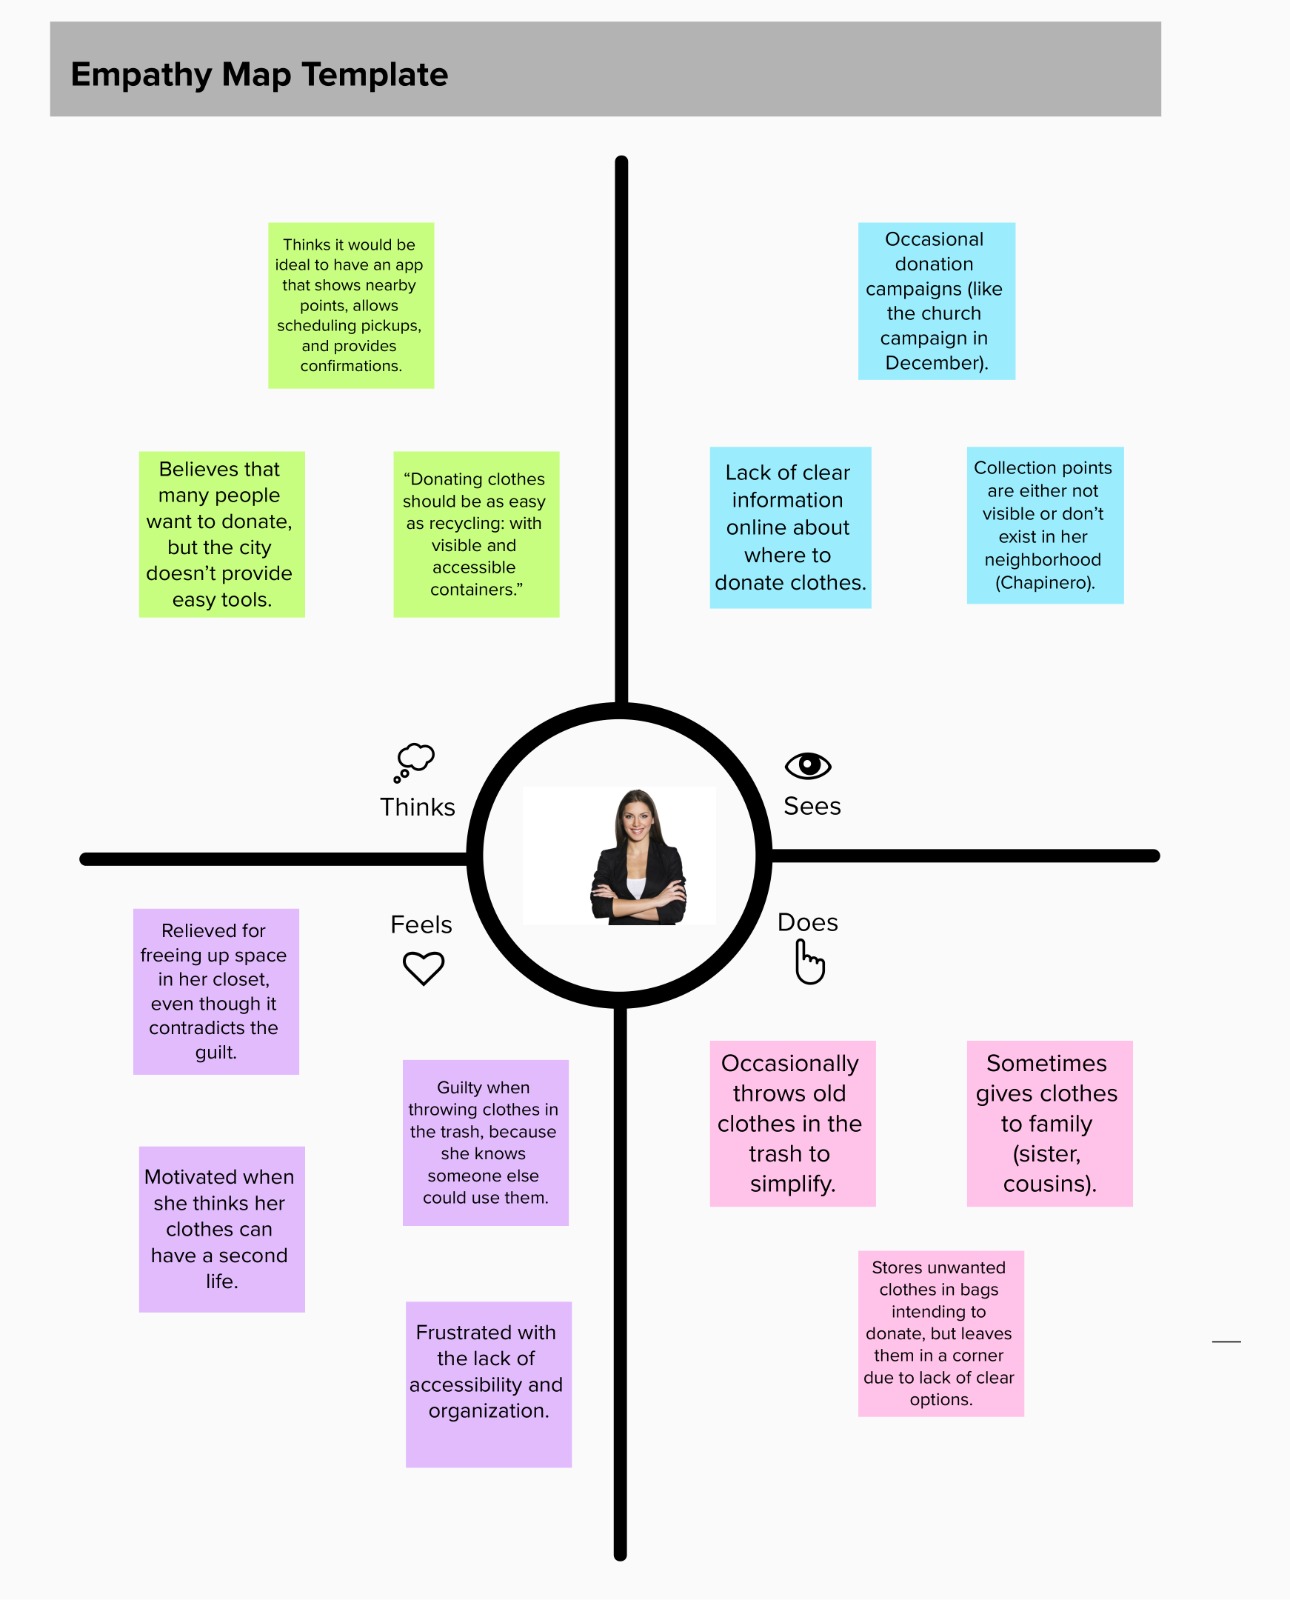 Empathy Map Template
Thinks it would be
ideal to have an app
that shows nearby
points, allows
scheduling pickups,
and provides
confirmations.
Believes that
many people
want to donate,
but the city
doesn’t provide
easy tools.
“Donating clothes
should be as easy
as recycling: with
visible and
accessible
containers.”
Thinks
Occasional
donation
campaigns (like
the church
campaign in
December).
Lack of clear
information
online about
where to
donate clothes.
Collection points
are either not
visible or don’t
exist in her
neighborhood
(Chapinero).
Sees
Feels
Relieved for
freeing up space
in her closet,
even though it
contradicts the
guilt.
Guilty when
throwing clothes in
the trash, because
she knows
someone else
could use them.
Motivated when
she thinks her
clothes can
have a second
life.
Frustrated with
the lack of
accessibility and
organization.
Does
Occasionally
throws old
clothes in the
trash to
simplify.
Sometimes
gives clothes
to family
(sister,
cousins).
Stores unwanted
clothes in bags
intending to
donate, but leaves
them in a corner
due to lack of clear
options.